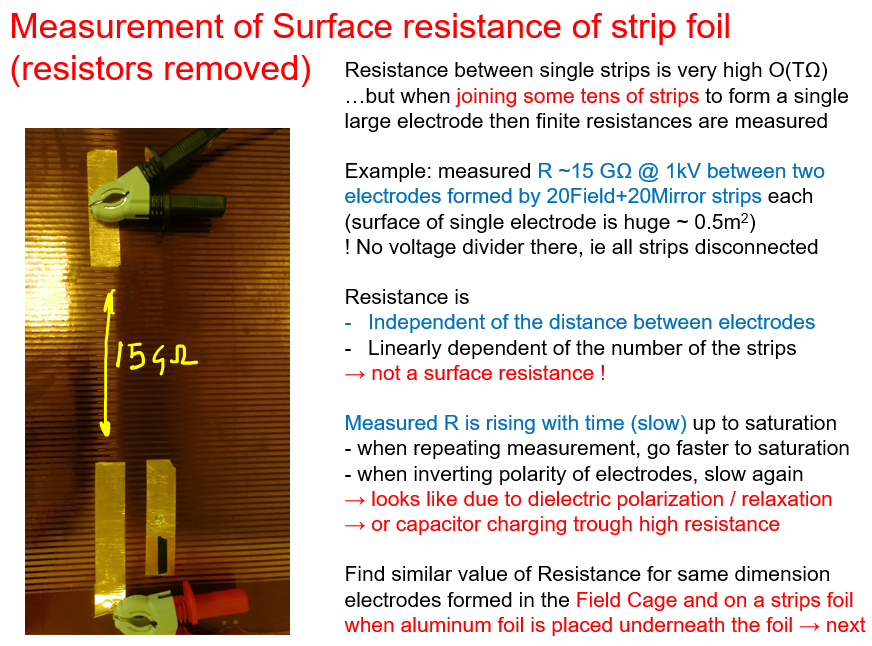 Measurement of Surface resistance of strip foil
(resistors removed)
Resistance between single strips is very high O(TΩ)
…but when joining some tens of strips to form a single
large electrode then finite resistances are measured
Example: measured R ~15 GΩ @ 1kV between two
electrodes formed by 20Field+20Mirror strips each
(surface of single electrode is huge ~ 0.5m²)
! No voltage divider there, ie all strips disconnected
Resistance is
- Independent of the distance between electrodes
- Linearly dependent of the number of the strips
→ not a surface resistance !
Measured R is rising with time (slow) up to saturation
- when repeating measurement, go faster to saturation
- when inverting polarity of electrodes, slow again
→ looks like due to dielectric polarization / relaxation
→ or capacitor charging trough high resistance
Find similar value of Resistance for same dimension
electrodes formed in the Field Cage and on a strips foil
when aluminum foil is placed underneath the foil → next
15GΩ